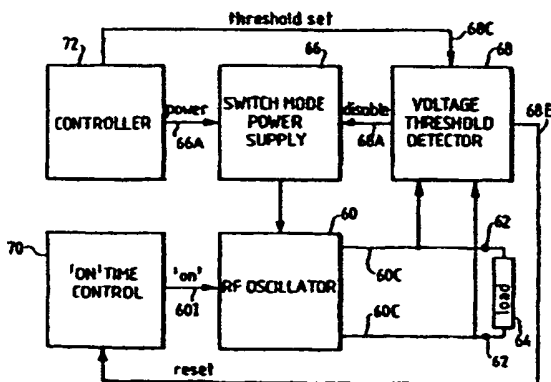 threshold set
72
66
68C
68
CONTROLLER
power
66A
SWITCH MODE
POWER
SUPPLY
disable
68A
VOLTAGE
THRESHOLD
DETECTOR
68B
70
'ON' TIME
CONTROL
'on'
60I
60
RF OSCILLATOR
60C
60C
62
62
load
64
reset